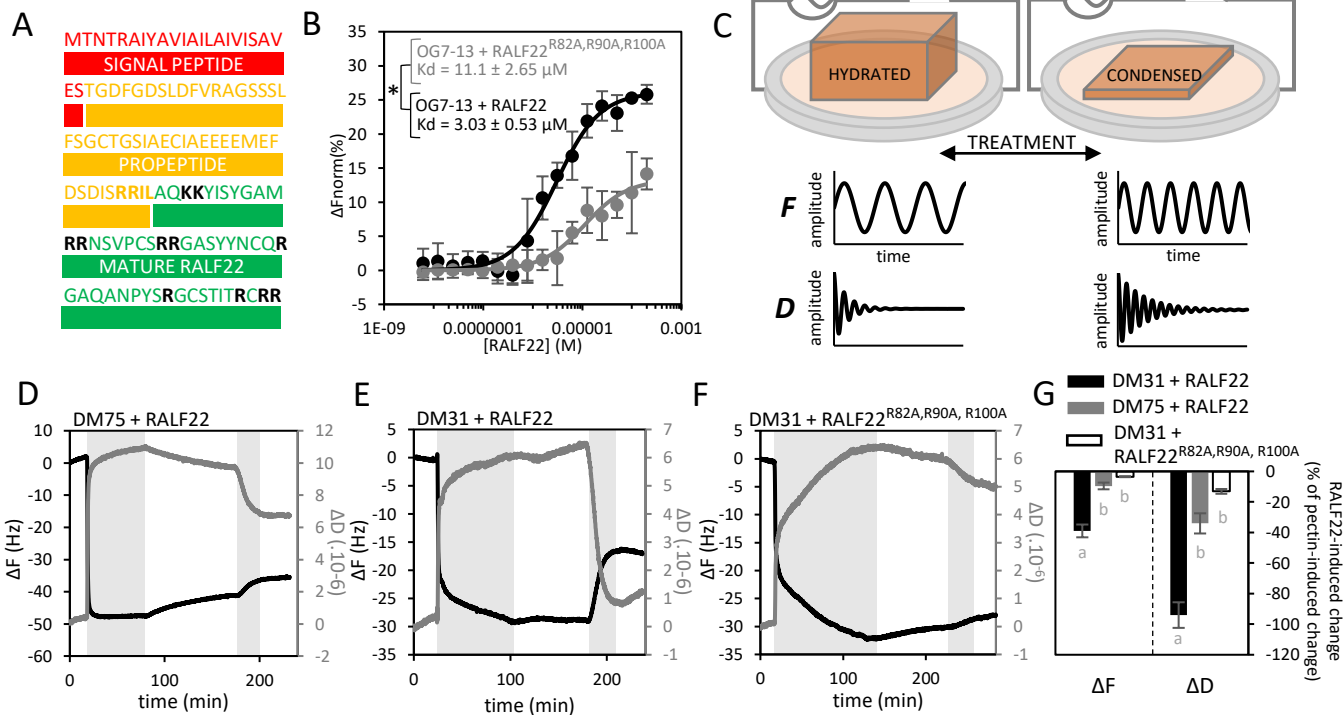 A
MTNTRAIYAVIAILAIVISAV
SIGNAL PEPTIDE
ESTGDFGDSLDFVRAGSSSL
FSGCTGSIAECIAEEEEMEF
PROPEPTIDE
DSDISRRILAQKKYISYGAM
RRNSVPCSRRGASYYNCQR
MATURE RALF22
GAQANPYSRGCSTITRCRR
B
OG7-13 + RALF22R82A,R90A,R100A
Kd = 11.1 ± 2.65 µM
*
OG7-13 + RALF22
Kd = 3.03 ± 0.53 µM
ΔFnorm(%)
35
30
25
20
15
10
5
0
-5
1E-09
0.0000001
0.00001
0.001
[RALF22] (M)
C
HYDRATED
CONDENSED
TREATMENT
F
amplitude
time
amplitude
time
D
amplitude
amplitude
D
DM75 + RALF22
ΔF (Hz)
10
0
-10
-20
-30
-40
-50
-60
12
10
8
6
4
2
0
-2
ΔD (.10-6)
0
100
200
time (min)
E
DM31 + RALF22
ΔF (Hz)
5
0
-5
-10
-15
-20
-25
-30
-35
7
6
5
4
3
2
1
0
-1
ΔD (.10-6)
0
100
200
time (min)
F
DM31 + RALF22R82A,R90A, R100A
ΔF (Hz)
5
0
-5
-10
-15
-20
-25
-30
-35
7
6
5
4
3
2
1
0
-1
ΔD (.10-6)
0
100
200
time (min)
G
DM31 + RALF22
DM75 + RALF22
DM31 +
RALF22R82A,R90A, R100A
a
b
b
a
b
b
0
-20
-40
-60
-80
-100
-120
RALF22-induced change
(% of pectin-induced change)
ΔF
ΔD